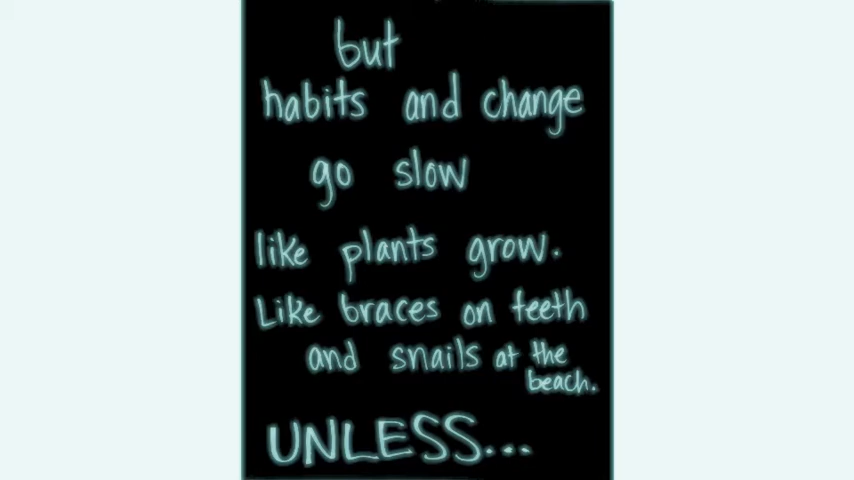 but
habits and change
go slow
like plants grow.
Like braces on teeth
and snails at the
beach.
UNLESS...